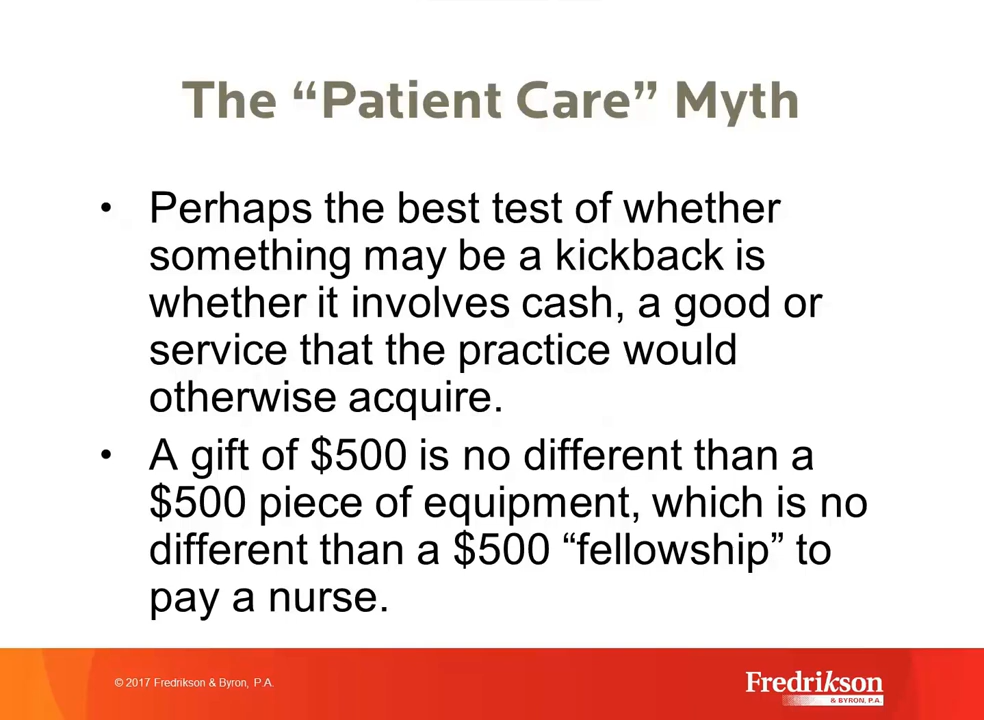 The “Patient Care” Myth
• Perhaps the best test of whether
something may be a kickback is
whether it involves cash, a good or
service that the practice would
otherwise acquire.
• A gift of $500 is no different than a
$500 piece of equipment, which is no
different than a $500 “fellowship” to
pay a nurse.
© 2017 Fredrikson & Byron, P.A.
Fredrikson
& BYRON, P.A.